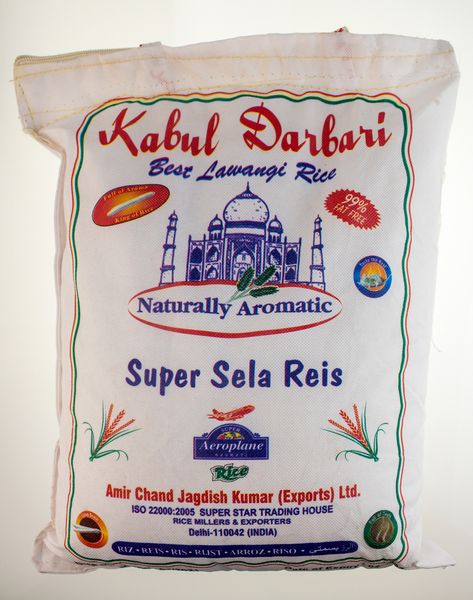 Kabul Darbari
Best Lawangi Rice
Full of Aroma
King of Rice
99%
FAT FREE
Naturally Aromatic
Super Sela Reis
SUPER
Aeroplane
Rice
Amir Chand Jagdish Kumar (Exports) Ltd.
ISO 22000:2005 SUPER STAR TRADING HOUSE
RICE MILLERS & EXPORTERS
Delhi-110042 (INDIA)
RIZ • REIS • RIS • RIJST • ARROZ • RISO •